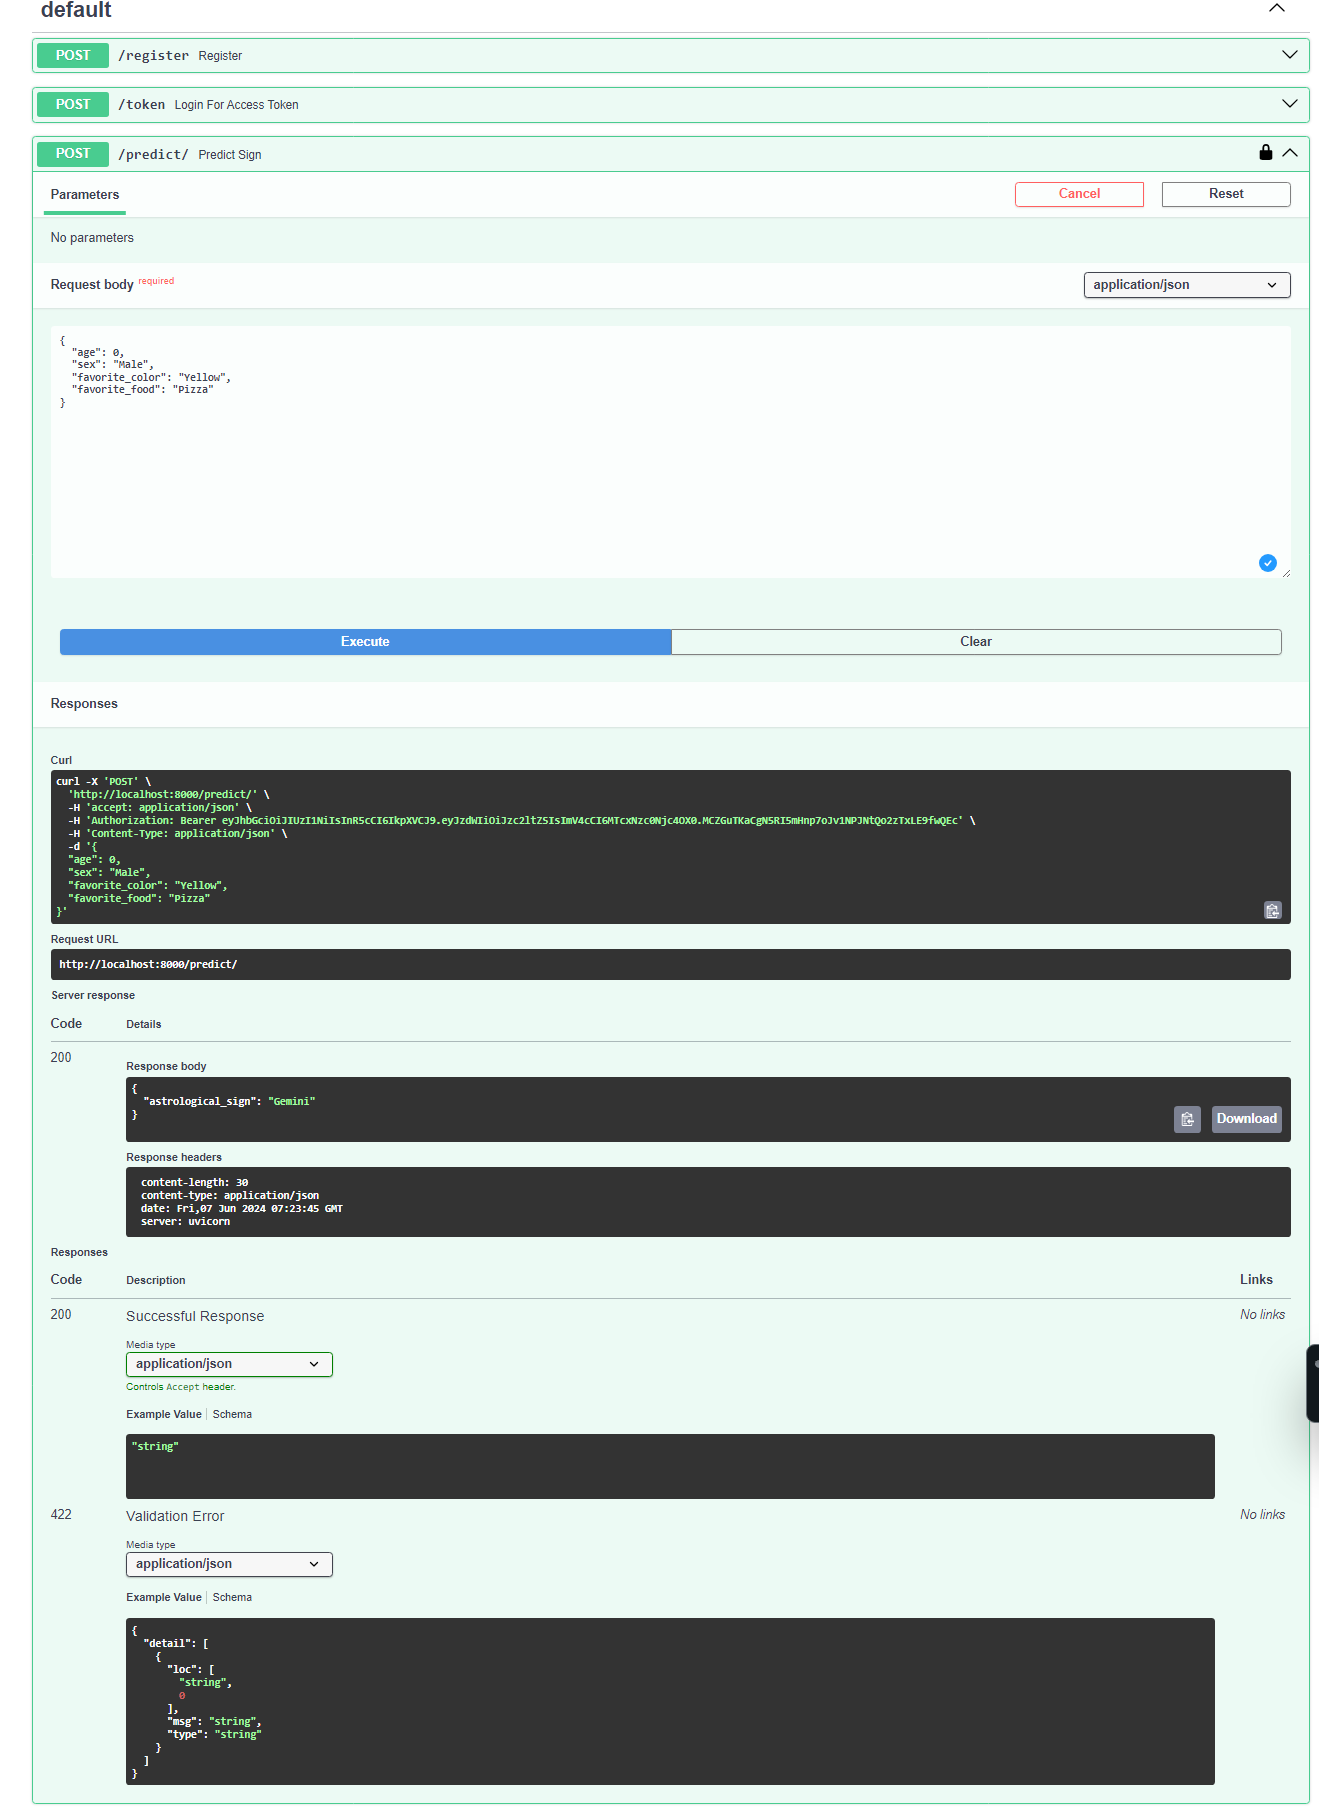 default
POST /register Register
POST /token Login For Access Token
POST /predict/ Predict Sign
Parameters
Cancel
Reset
No parameters
Request body required
application/json
{
  "age": 0,
  "sex": "Male",
  "favorite_color": "Yellow",
  "favorite_food": "Pizza"
}
Execute
Clear
Responses
Curl
curl -X 'POST' \
  'http://localhost:8000/predict/' \
  -H 'accept: application/json' \
  -H 'Authorization: Bearer eyJhbGciOiJIUzI1NiIsInR5cCI6IkpXVCJ9.eyJzdWIiOiJzc2ltZSIsImV4cCI6MTcxNzc0Njc4OX0.MCZGuTKaCgN5RI5mHnp7oJv1NPJNtQo2zTxLE9fwQEc' \
  -H 'Content-Type: application/json' \
  -d '{
  "age": 0,
  "sex": "Male",
  "favorite_color": "Yellow",
  "favorite_food": "Pizza"
}'
Request URL
http://localhost:8000/predict/
Server response
Code Details
200
Response body
{
  "astrological_sign": "Gemini"
}
Download
Response headers
content-length: 30
content-type: application/json
date: Fri,07 Jun 2024 07:23:45 GMT
server: uvicorn
Responses
Code Description Links
200 Successful Response No links
Media type
application/json
Controls Accept header.
Example Value Schema
"string"
422 Validation Error No links
Media type
application/json
Example Value Schema
{
  "detail": [
    {
      "loc": [
        "string",
        0
      ],
      "msg": "string",
      "type": "string"
    }
  ]
}